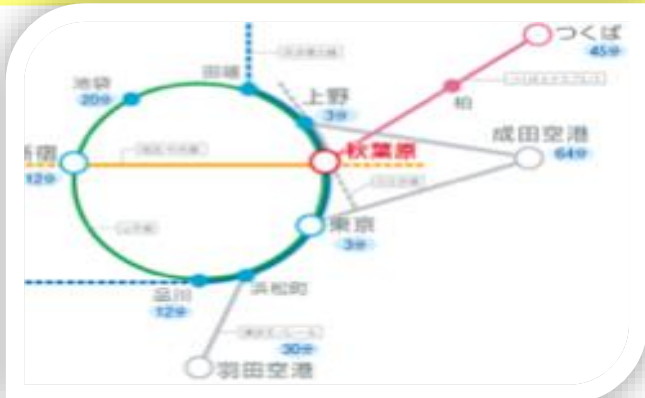 つくば
45分
池袋
20分
田端
上野
3分
柏
成田空港
64分
新宿
12分
秋葉原
東京
3分
品川
12分
浜松町
30分
羽田空港